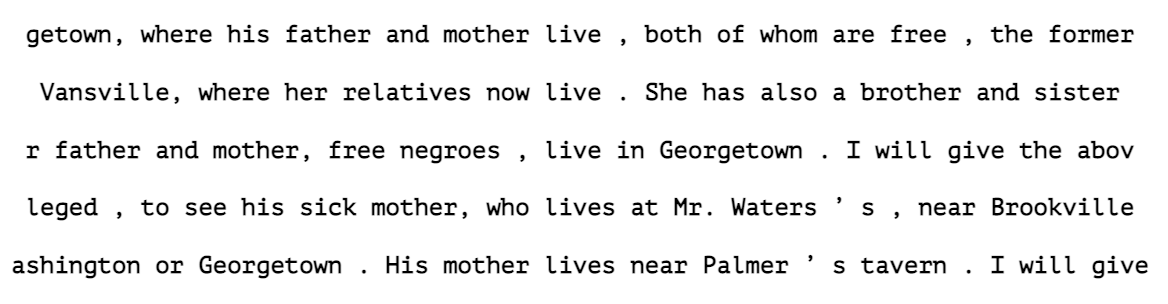 getown, where his father and mother live , both of whom are free , the former
Vansville, where her relatives now live . She has also a brother and sister
r father and mother, free negroes , live in Georgetown . I will give the abov
leged , to see his sick mother, who lives at Mr. Waters ’ s , near Brookville
ashington or Georgetown . His mother lives near Palmer ’ s tavern . I will give